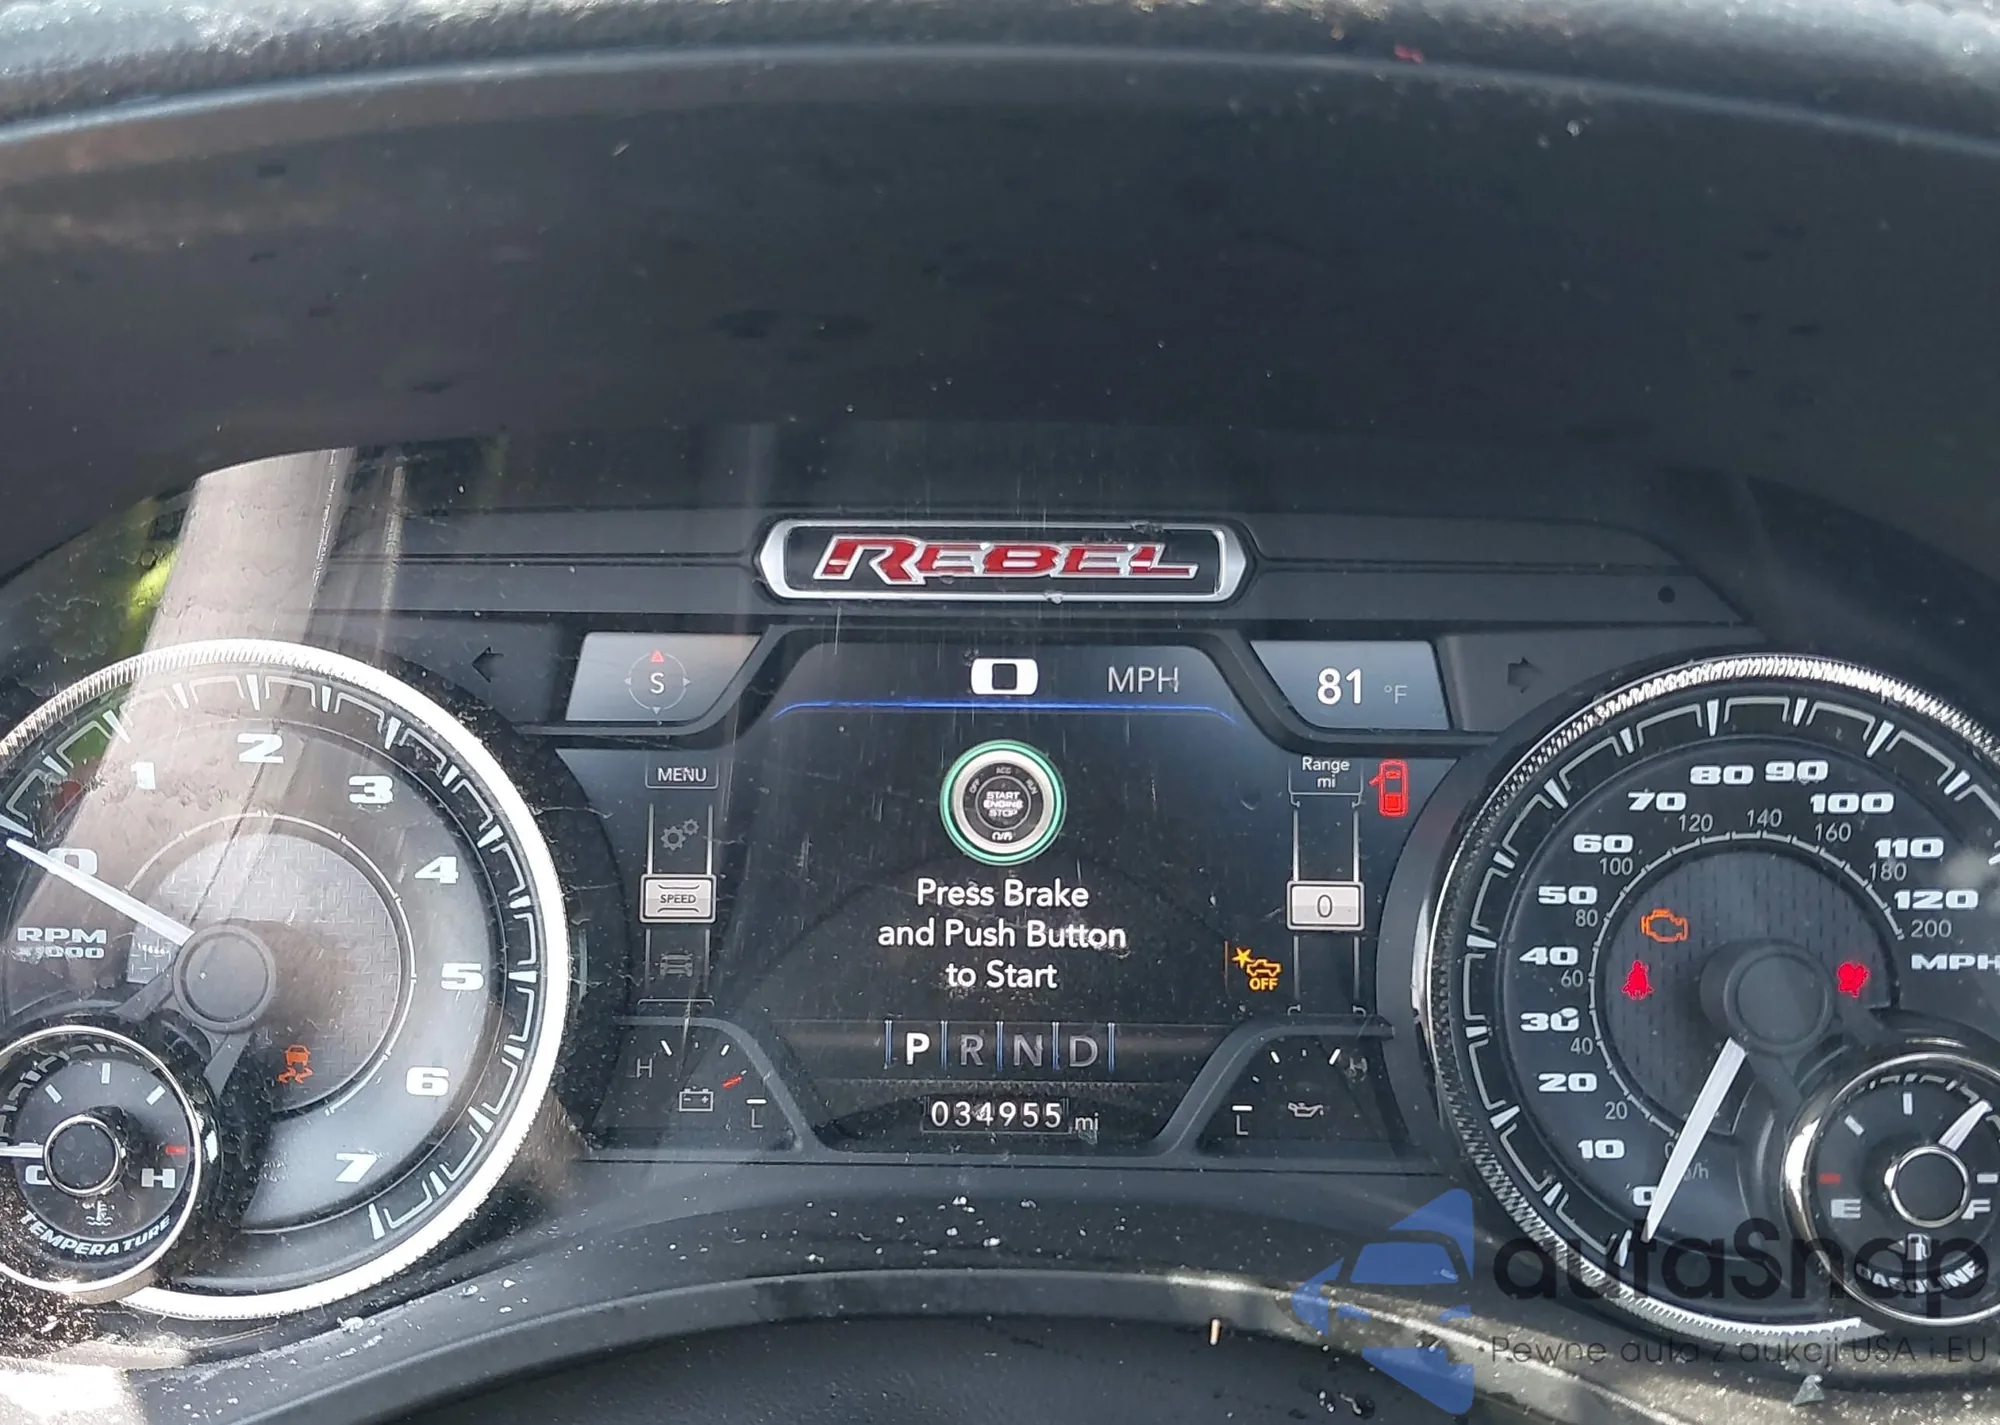 REBEL
S
0 MPH
81 °F
MENU
Range
mi
START
ENGINE
STOP
SPEED
0
Press Brake
and Push Button
to Start
OFF
P R N D
034955 mi
H
L
L
0
1
2
3
4
5
6
7
RPM
C H
TEMPERATURE
0
10
20
30
40
50
60
70
80
90
100
110
120
MPH
20
40
60
80
100
120
140
160
180
200
E F
GASOLINE
autaSnap
Pewne auta z aukcji USA i EU